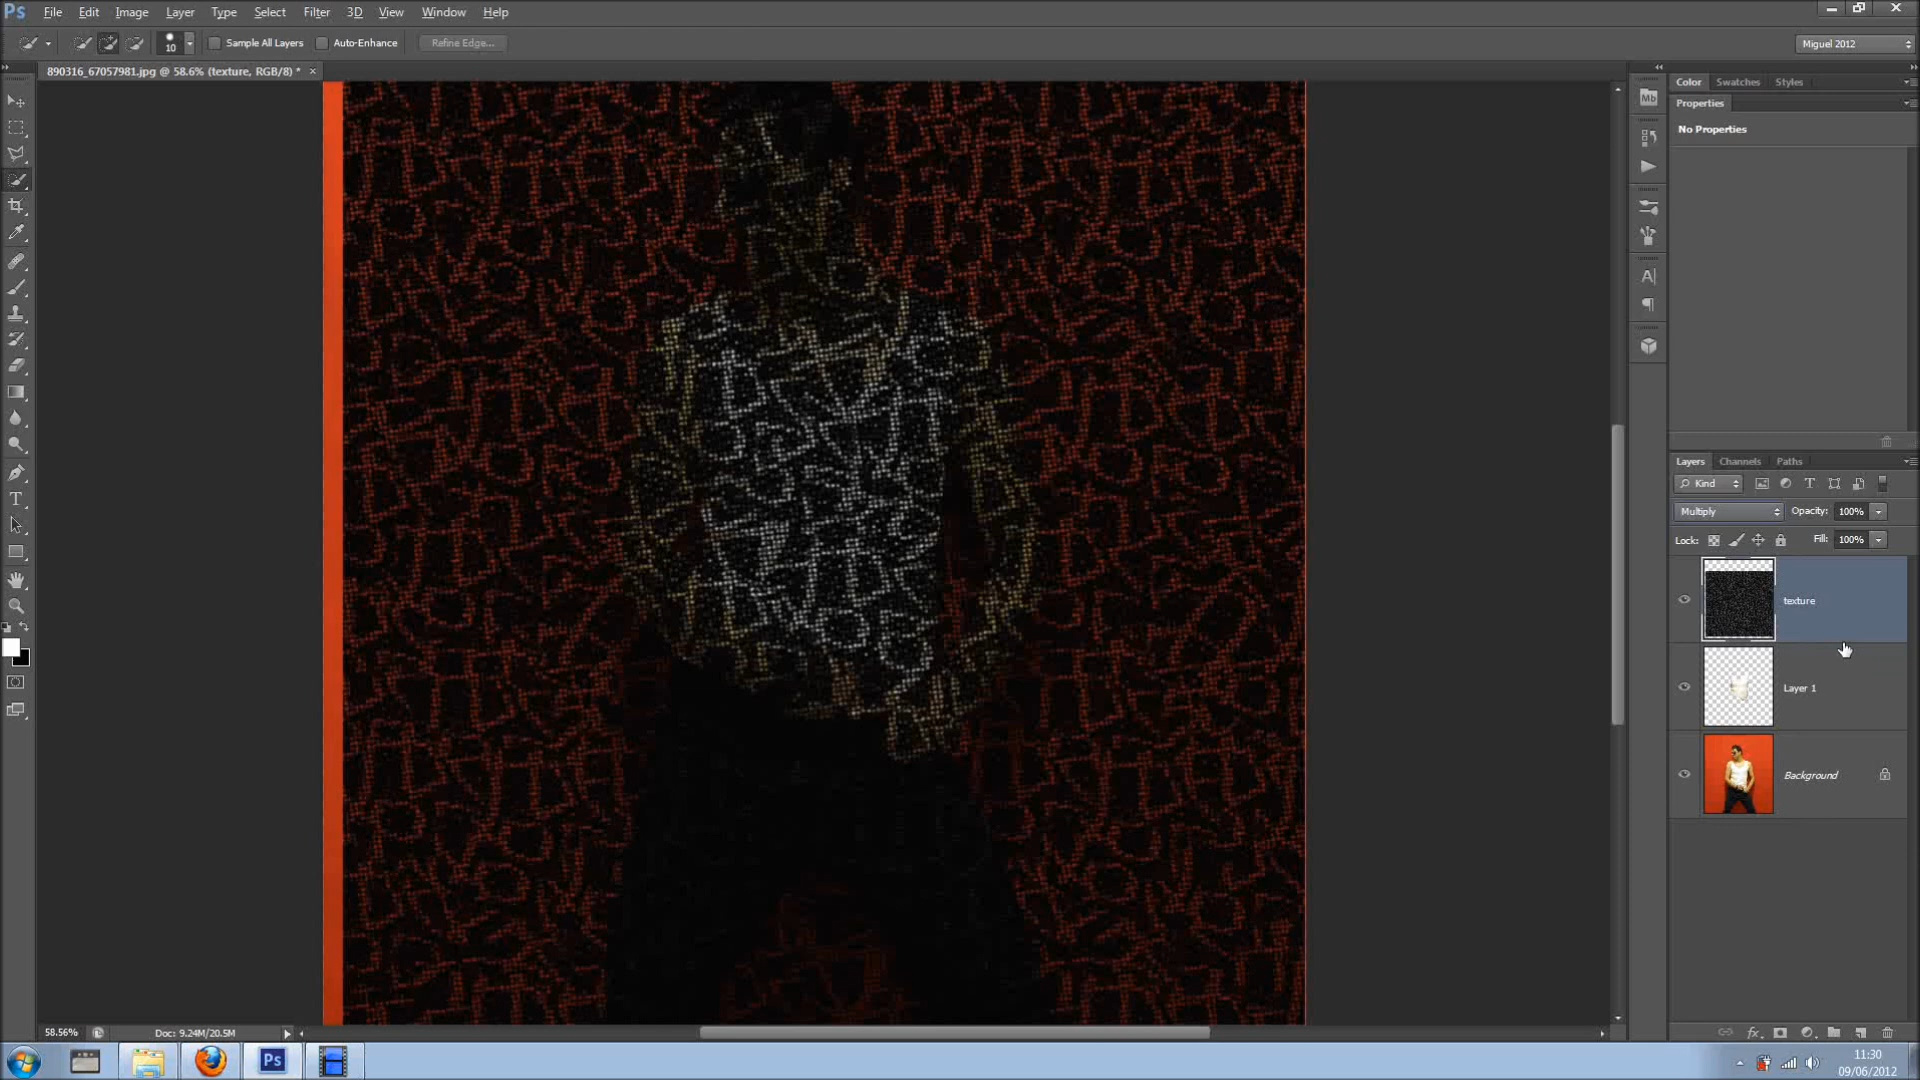 Ps File Edit Image Layer Type Select Filter 3D View Window Help
10 Sample All Layers Auto-Enhance Refine Edge... Miguel 2012
890316_67057981.jpg @ 58.6% (texture, RGB/8) * ×
Color Swatches Styles
Mb
Properties
No Properties
Layers Channels Paths
Kind
Multiply Opacity: 100%
Lock: Fill: 100%
texture
Layer 1
Background
58.56% Doc: 9.24M/20.5M
fx
Ps
11:30
09/06/2012